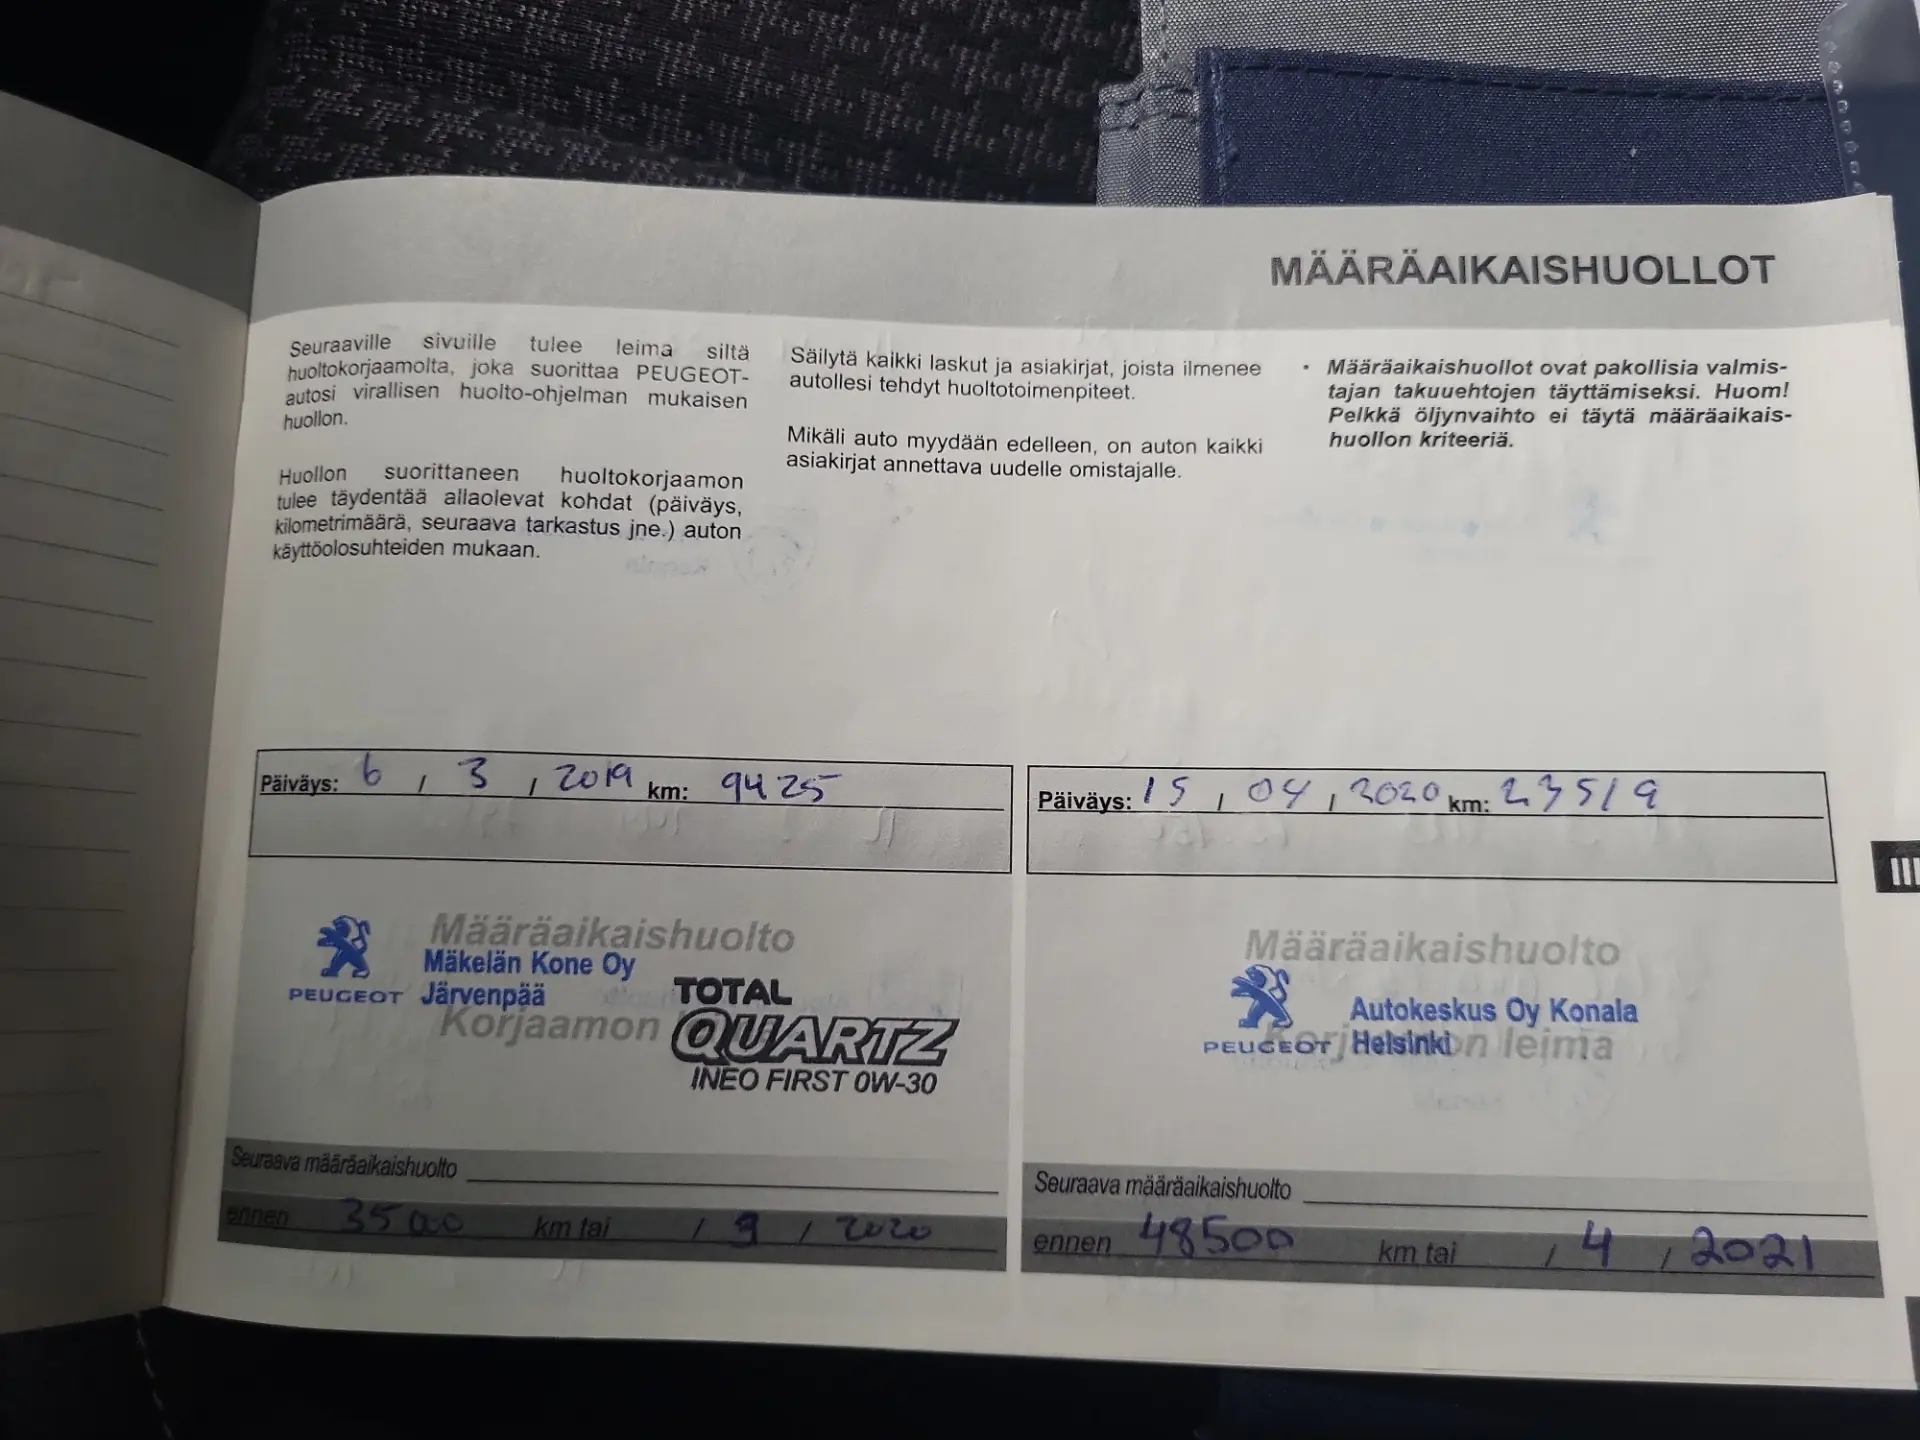 MÄÄRÄAIKAISHUOLLOT
Seuraaville sivuille tulee leima siltä
huoltokorjaamolta, joka suorittaa PEUGEOT-
autosi virallisen huolto-ohjelman mukaisen
huollon.
Huollon suorittaneen huoltokorjaamon
tulee täydentää allaolevat kohdat (päiväys,
kilometrimäärä, seuraava tarkastus jne.) auton
käyttöolosuhteiden mukaan.
Säilytä kaikki laskut ja asiakirjat, joista ilmenee
autollesi tehdyt huoltotoimenpiteet.
Mikäli auto myydään edelleen, on auton kaikki
asiakirjat annettava uudelle omistajalle.
• Määräaikaishuollot ovat pakollisia valmis-
tajan takuuehtojen täyttämiseksi. Huom!
Pelkkä öljynvaihto ei täytä määräaikais-
huollon kriteeriä.
Päiväys: 6 / 3 / 2019 km: 9425
Määräaikaishuolto
Mäkelän Kone Oy
PEUGEOT Järvenpää
Korjaamon
TOTAL
QUARTZ
INEO FIRST 0W-30
Seuraava määräaikaishuolto
ennen 35000 km tai / 9 / 2020
Päiväys: 15 / 04 / 2020 km: 23519
Määräaikaishuolto
Autokeskus Oy Konala
PEUGEOT Helsinki
Korjaamon leima
Seuraava määräaikaishuolto
ennen 48500 km tai / 4 / 2021
III